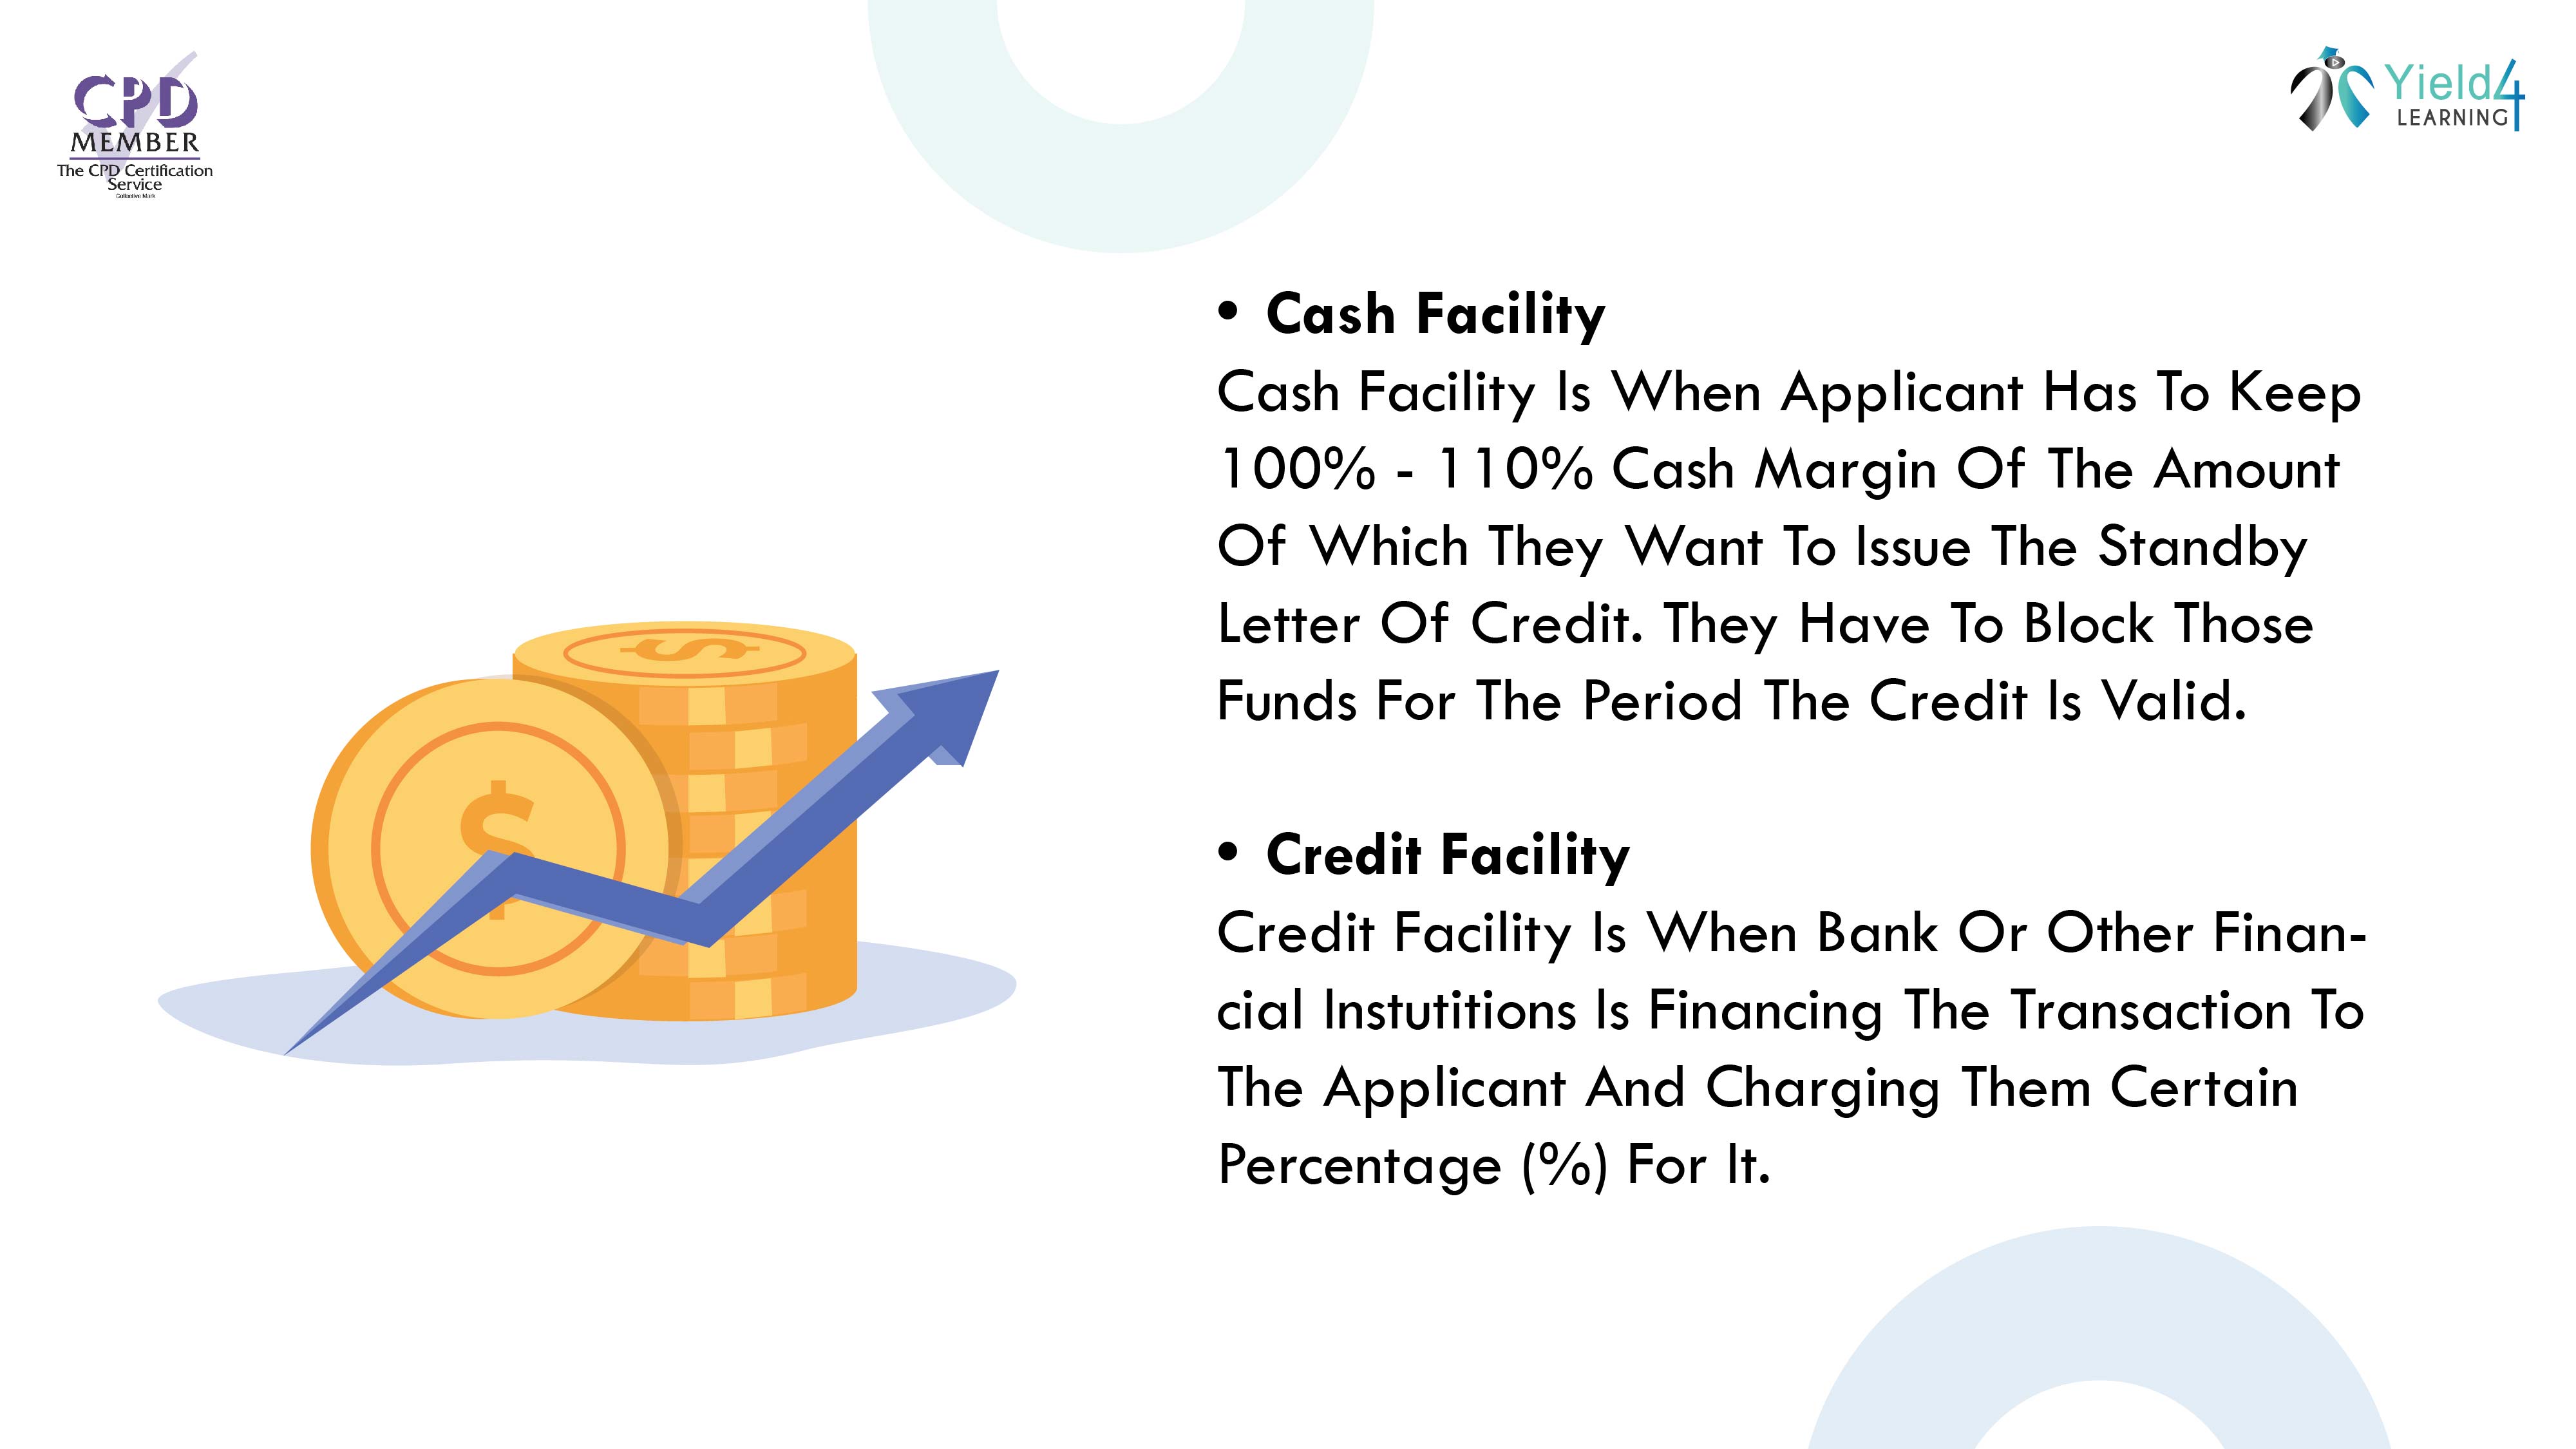 CPD
MEMBER
The CPD Certification
Service
Collective Mark
Yield4
LEARNING
• Cash Facility
Cash Facility Is When Applicant Has To Keep
100% - 110% Cash Margin Of The Amount
Of Which They Want To Issue The Standby
Letter Of Credit. They Have To Block Those
Funds For The Period The Credit Is Valid.
• Credit Facility
Credit Facility Is When Bank Or Other Finan-
cial Instutitions Is Financing The Transaction To
The Applicant And Charging Them Certain
Percentage (%) For It.
$
$